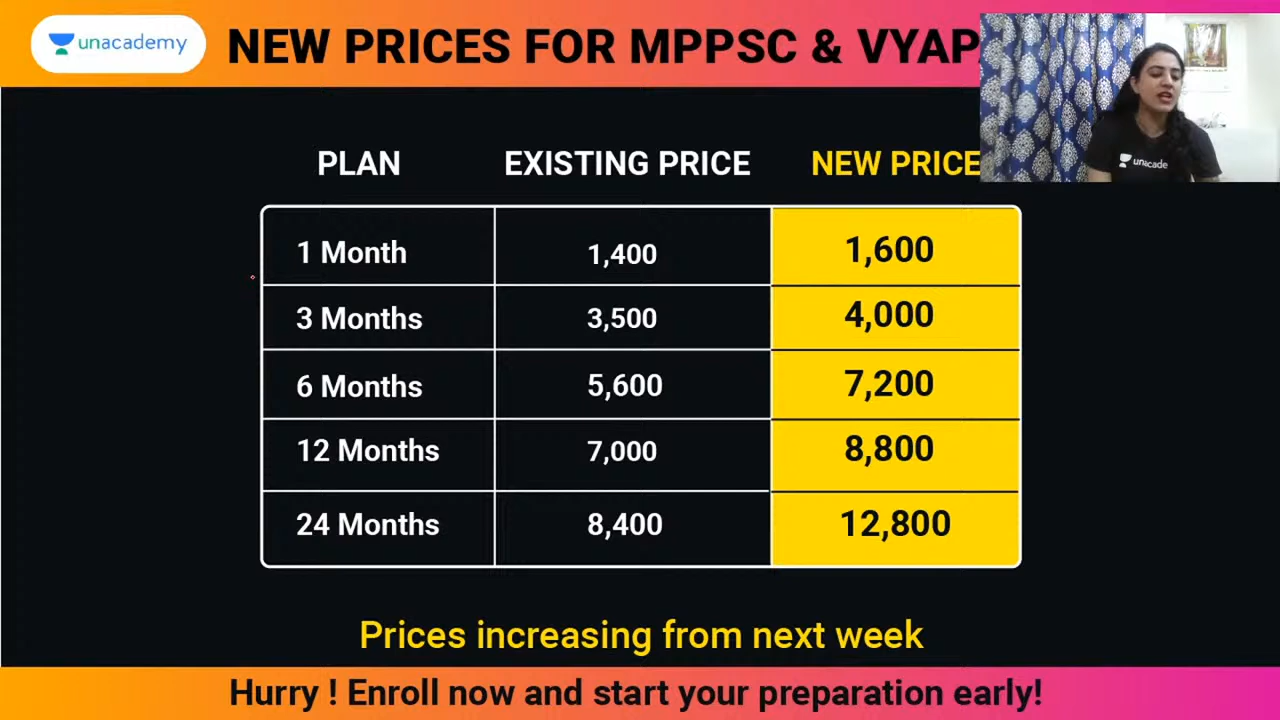 unacademy
NEW PRICES FOR MPPSC & VYAP
PLAN EXISTING PRICE NEW PRICE
1 Month 1,400 1,600
3 Months 3,500 4,000
6 Months 5,600 7,200
12 Months 7,000 8,800
24 Months 8,400 12,800
Prices increasing from next week
Hurry ! Enroll now and start your preparation early!
unacade